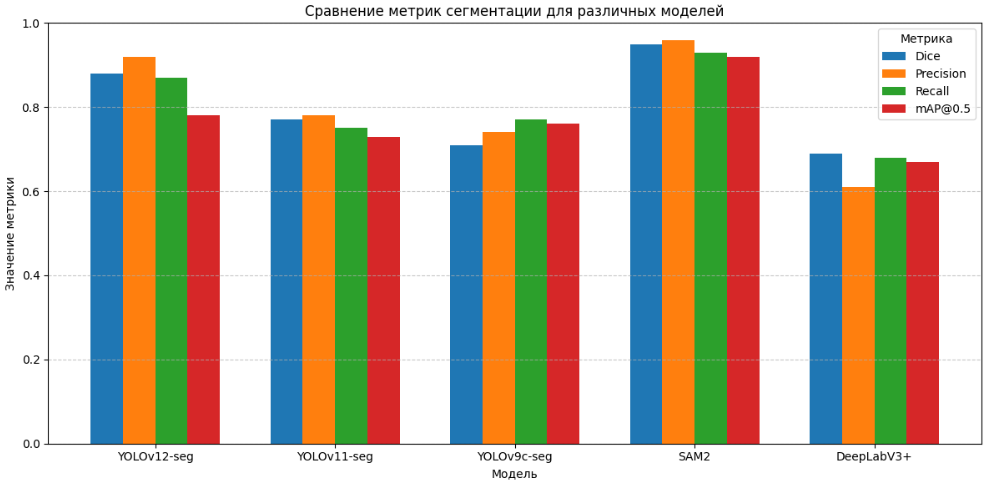 Сравнение метрик сегментации для различных моделей
Метрика
Dice
Precision
Recall
mAP@0.5
Значение метрики
1.0
0.8
0.6
0.4
0.2
0.0
YOLOv12-seg
YOLOv11-seg
YOLOv9c-seg
SAM2
DeepLabV3+
Модель